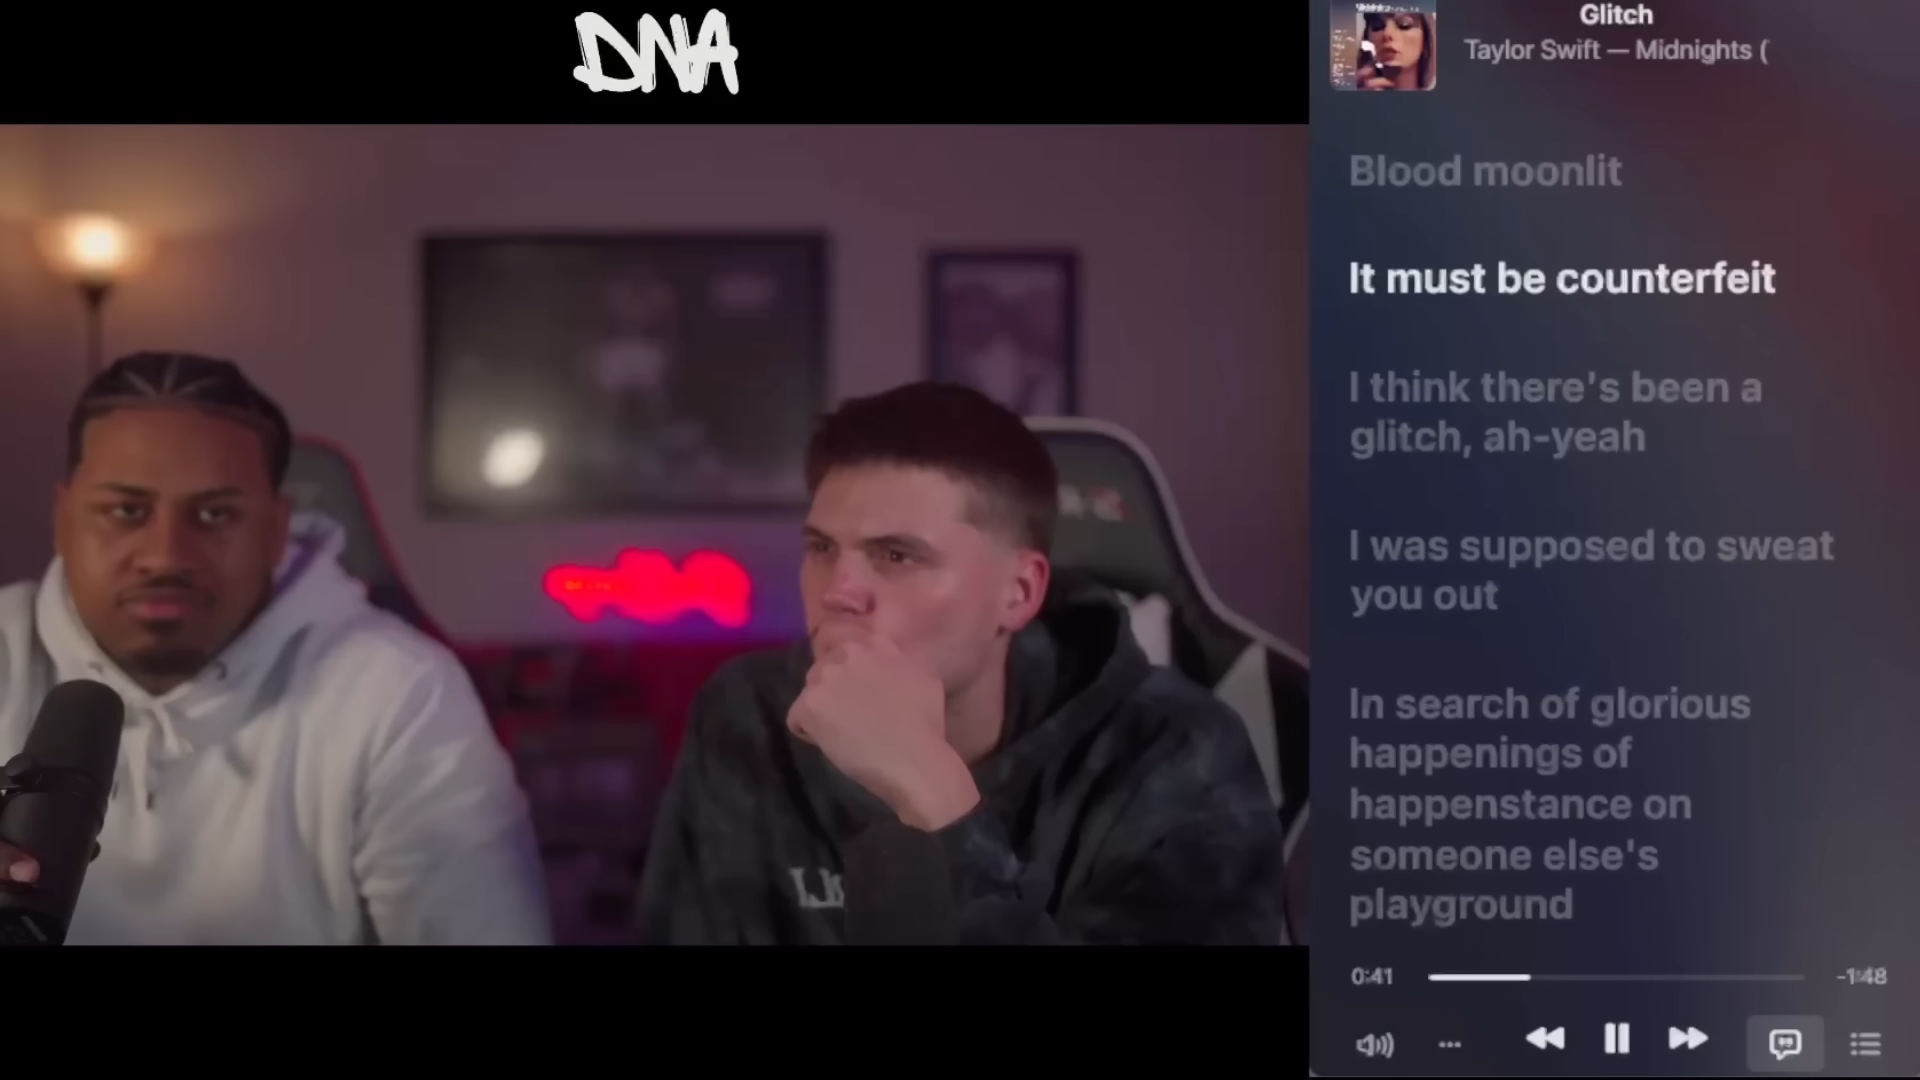 DNA
Glitch
Taylor Swift — Midnights (
Blood moonlit
It must be counterfeit
I think there's been a
glitch, ah-yeah
I was supposed to sweat
you out
In search of glorious
happenings of
happenstance on
someone else's
playground
0:41
-1:48